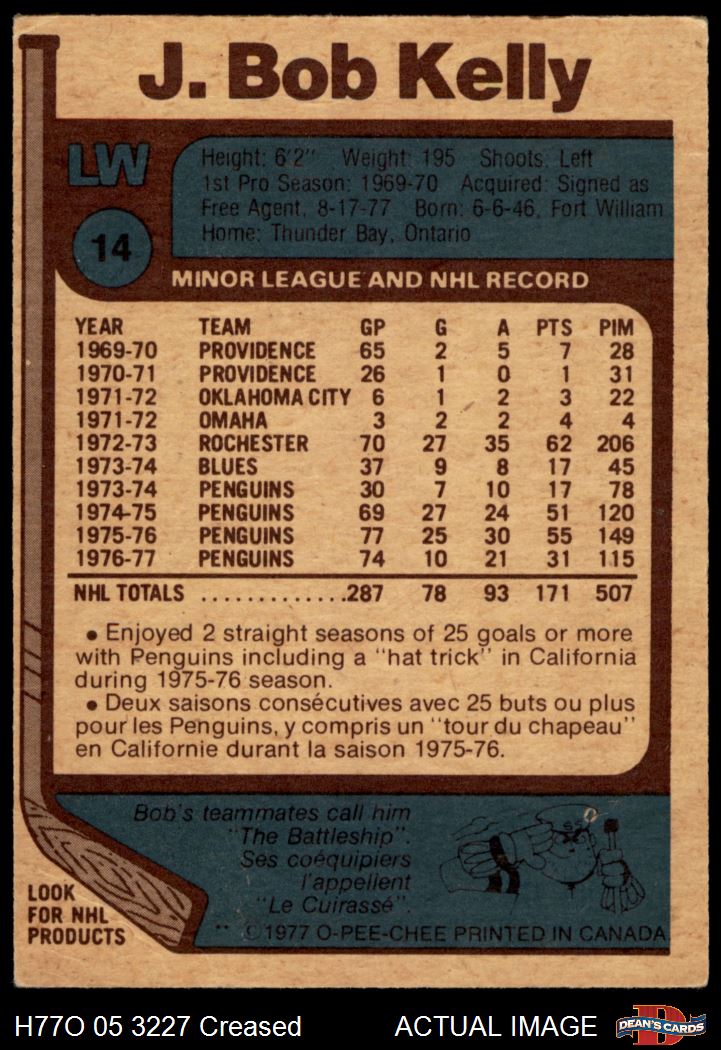 J. Bob Kelly
LW
14
Height: 6'2" Weight: 195 Shoots: Left
1st Pro Season: 1969-70 Acquired: Signed as
Free Agent, 8-17-77 Born: 6-6-46, Fort William
Home: Thunder Bay, Ontario
MINOR LEAGUE AND NHL RECORD
YEAR TEAM GP G A PTS PIM
1969-70 PROVIDENCE 65 2 5 7 28
1970-71 PROVIDENCE 26 1 0 1 31
1971-72 OKLAHOMA CITY 6 1 2 3 22
1971-72 OMAHA 3 2 2 4 4
1972-73 ROCHESTER 70 27 35 62 206
1973-74 BLUES 37 9 8 17 45
1973-74 PENGUINS 30 7 10 17 78
1974-75 PENGUINS 69 27 24 51 120
1975-76 PENGUINS 77 25 30 55 149
1976-77 PENGUINS 74 10 21 31 115
NHL TOTALS .............287 78 93 171 507
• Enjoyed 2 straight seasons of 25 goals or more
with Penguins including a "hat trick" in California
during 1975-76 season.
• Deux saisons consécutives avec 25 buts ou plus
pour les Penguins, y compris un "tour du chapeau"
en Californie durant la saison 1975-76.
Bob's teammates call him
"The Battleship".
Ses coéquipiers
l'appellent
"Le Cuirassé".
LOOK
FOR NHL
PRODUCTS
** ©1977 O-PEE-CHEE PRINTED IN CANADA
H77O 05 3227 Creased ACTUAL IMAGE
D
DEAN'S CARDS